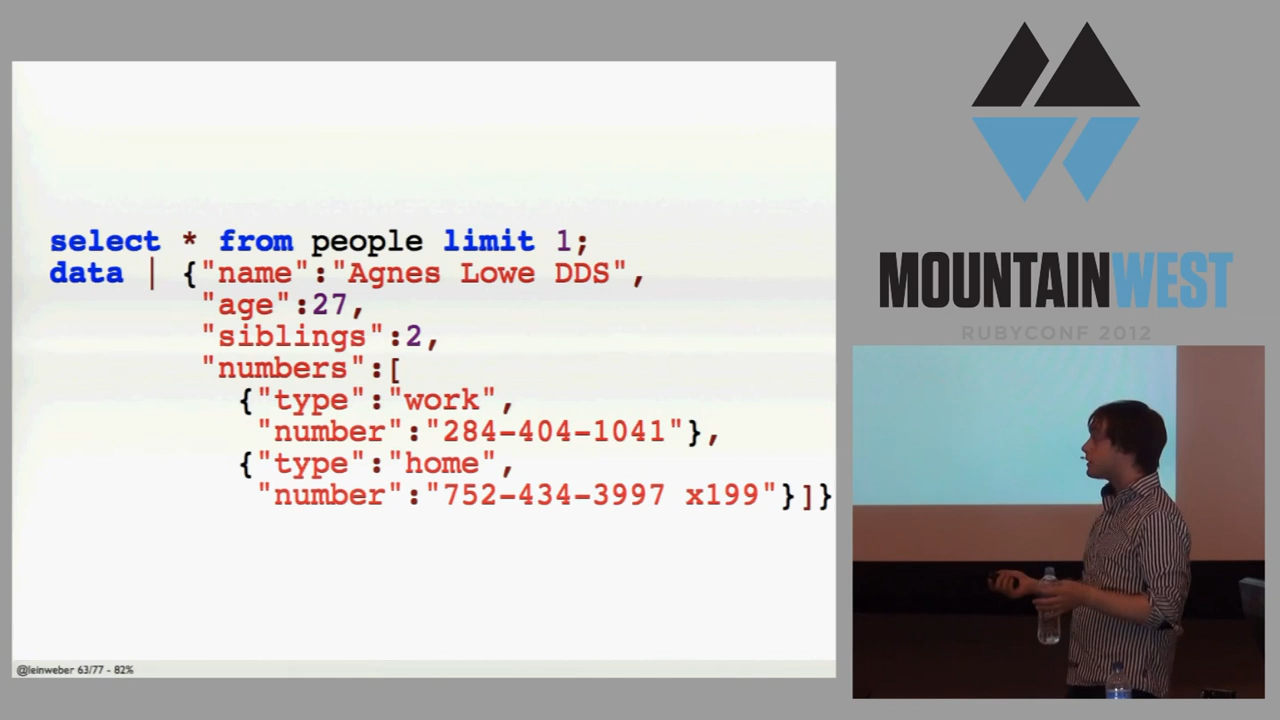 select * from people limit 1;
data | {"name":"Agnes Lowe DDS",
"age":27,
"siblings":2,
"numbers":[
{"type":"work",
"number":"284-404-1041"},
{"type":"home",
"number":"752-434-3997 x199"}]}
@leinweber 63/77 - 82%
MOUNTAINWEST
RUBYCONF 2012